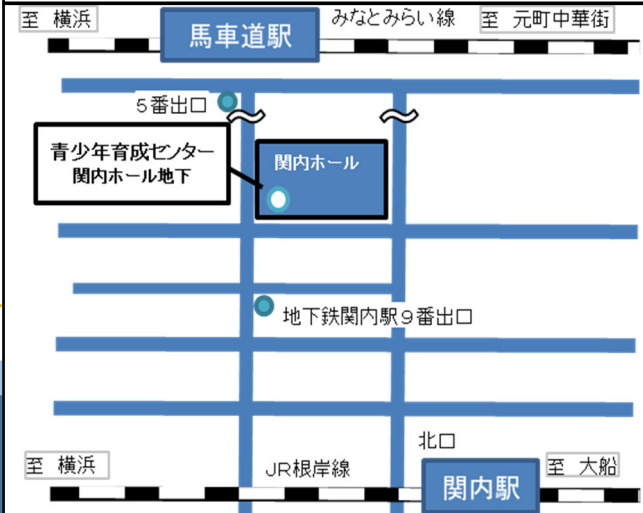 至 横浜
馬車道駅
みなとみらい線
至 元町中華街
5番出口
青少年育成センター
関内ホール地下
関内ホール
地下鉄関内駅9番出口
北口
至 横浜
JR根岸線
関内駅
至 大船